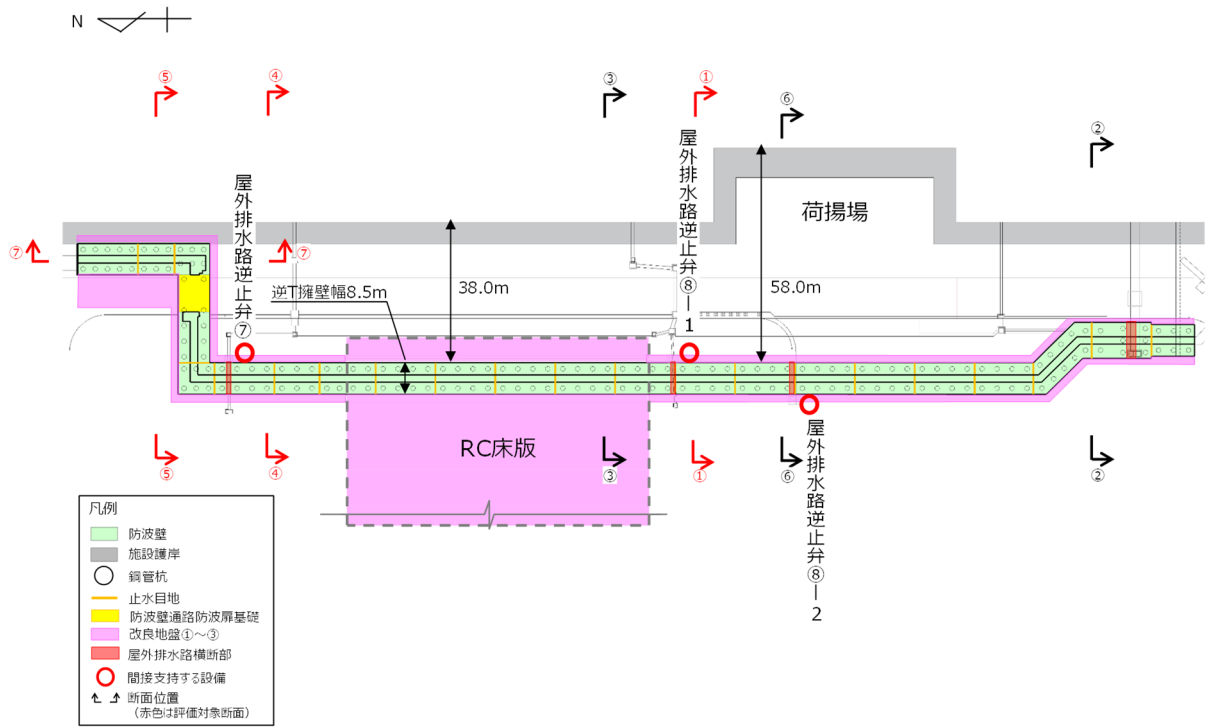 N
⑤
④
③
①
⑥
②
屋外排水路逆止弁⑦
屋外排水路逆止弁⑧ー1
荷揚場
⑦
⑦
38.0m
58.0m
逆T擁壁幅8.5m
RC床版
⑤
④
③
①
⑥
②
屋外排水路逆止弁⑧ー2
凡例
防波壁
施設護岸
鋼管杭
止水目地
防波壁通路防波扉基礎
改良地盤①～③
屋外排水路横断部
間接支持する設備
断面位置
（赤色は評価対象断面）